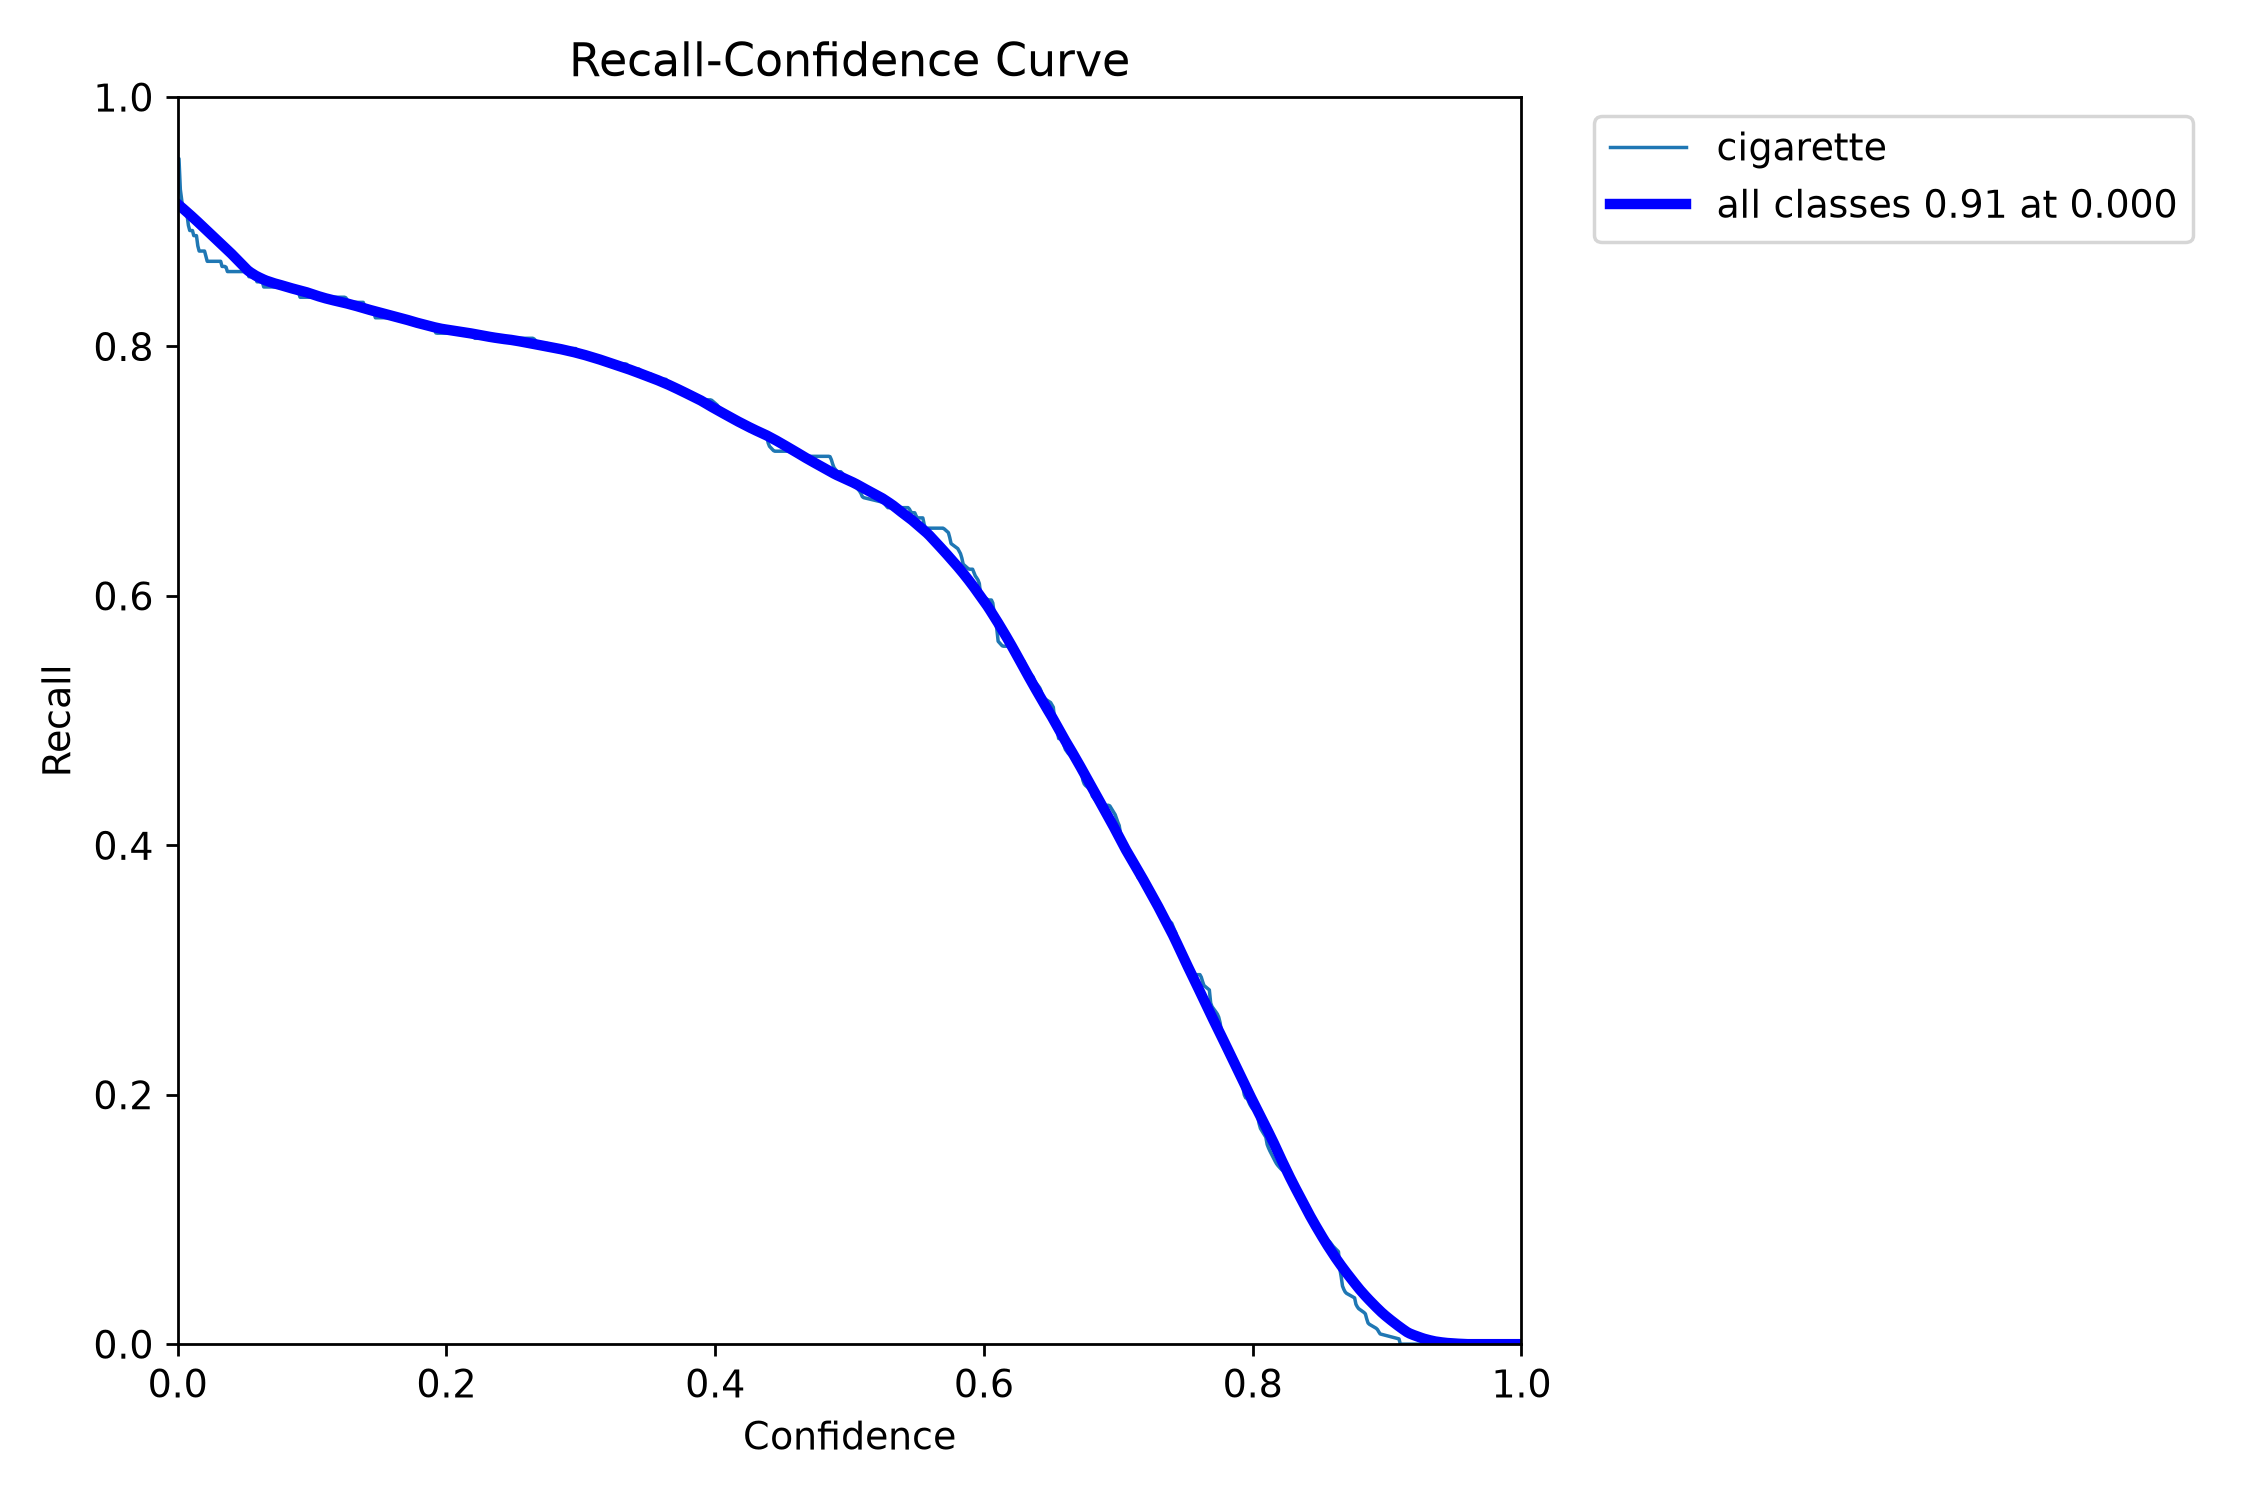 Recall-Confidence Curve
1.0
0.8
0.6
0.4
0.2
0.0
Recall
0.0 0.2 0.4 0.6 0.8 1.0
Confidence
cigarette
all classes 0.91 at 0.000